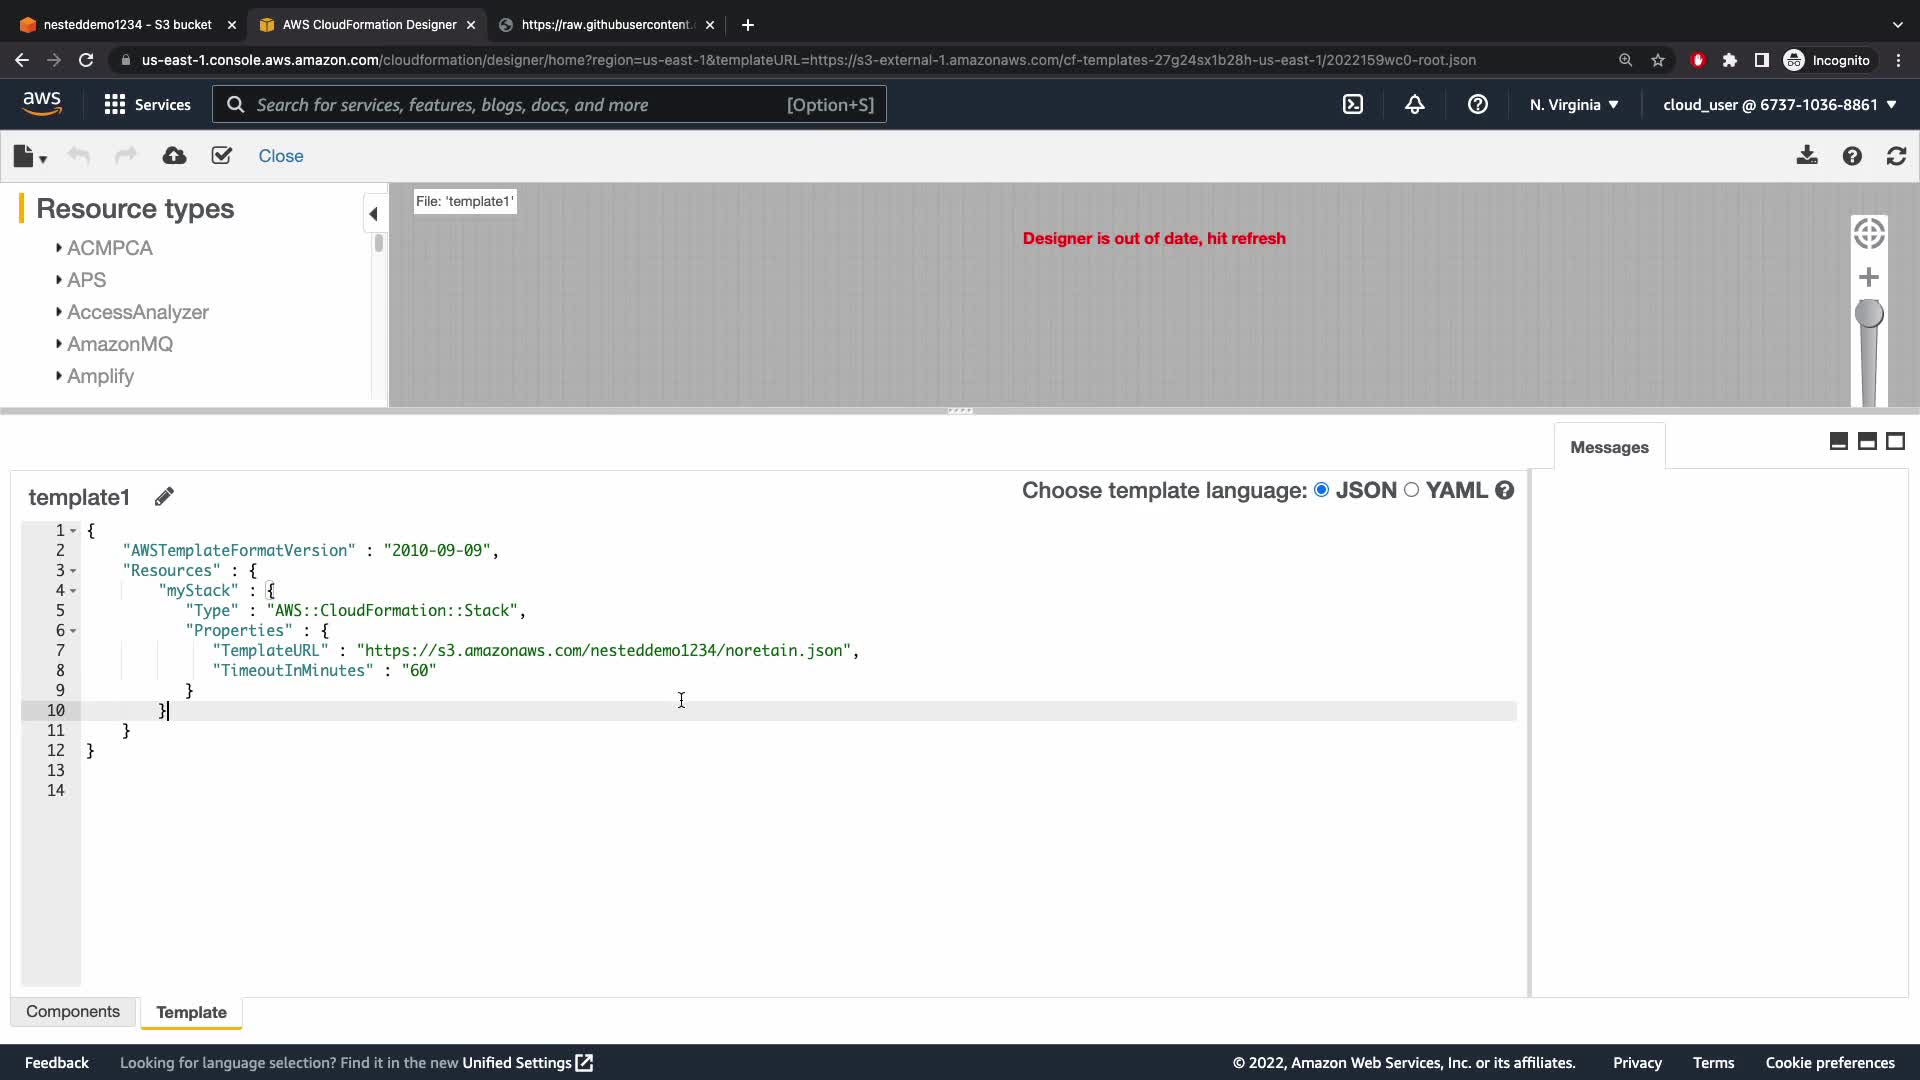 nesteddemo1234 - S3 bucket
AWS CloudFormation Designer
https://raw.githubusercontent.
us-east-1.console.aws.amazon.com/cloudformation/designer/home?region=us-east-1&templateURL=https://s3-external-1.amazonaws.com/cf-templates-27g24sx1b28h-us-east-1/2022159wc0-root.json
Incognito
aws
Services
Search for services, features, blogs, docs, and more
[Option+S]
N. Virginia
cloud_user @ 6737-1036-8861
Close
Resource types
ACMPCA
APS
AccessAnalyzer
AmazonMQ
Amplify
File: 'template1'
Designer is out of date, hit refresh
Messages
template1
Choose template language: JSON YAML
1 {
2 "AWSTemplateFormatVersion" : "2010-09-09",
3 "Resources" : {
4 "myStack" : {
5 "Type" : "AWS::CloudFormation::Stack",
6 "Properties" : {
7 "TemplateURL" : "https://s3.amazonaws.com/nesteddemo1234/noretain.json",
8 "TimeoutInMinutes" : "60"
9 }
10 }
11 }
12 }
13
14
Components
Template
Feedback
Looking for language selection? Find it in the new Unified Settings
© 2022, Amazon Web Services, Inc. or its affiliates.
Privacy
Terms
Cookie preferences